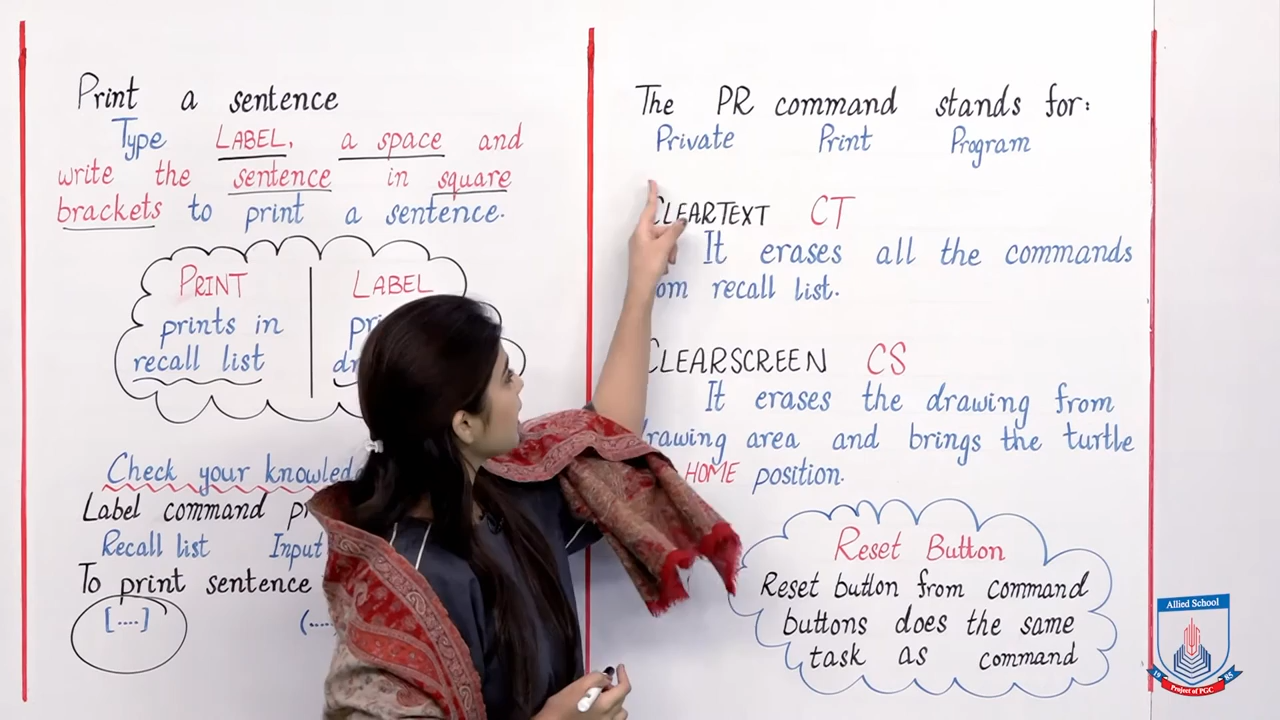 Print a sentence
Type LABEL, a space and
write the sentence in square
brackets to print a sentence.
PRINT
prints in
recall list
LABEL
Check your
Label command
Recall list Input
To print sentence
[....]
(....
The PR command stands for:
Private Print Program
CLEARTEXT CT
It erases all the commands
recall list.
CLEARSCREEN CS
It erases the drawing from
drawing area and brings the turtle
HOME position.
Reset Button
Reset button from command
buttons does the same
task as command
Allied School
1985
Project of PGC